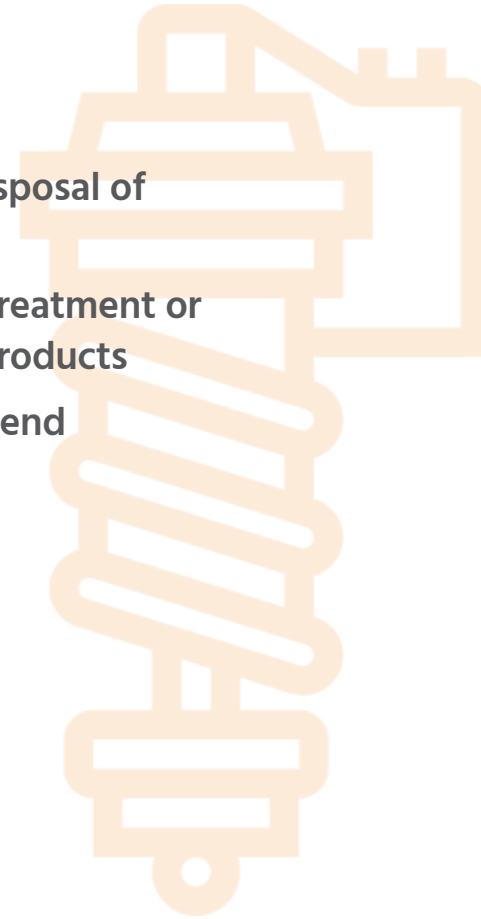 sposal of
reatment or
roducts
end